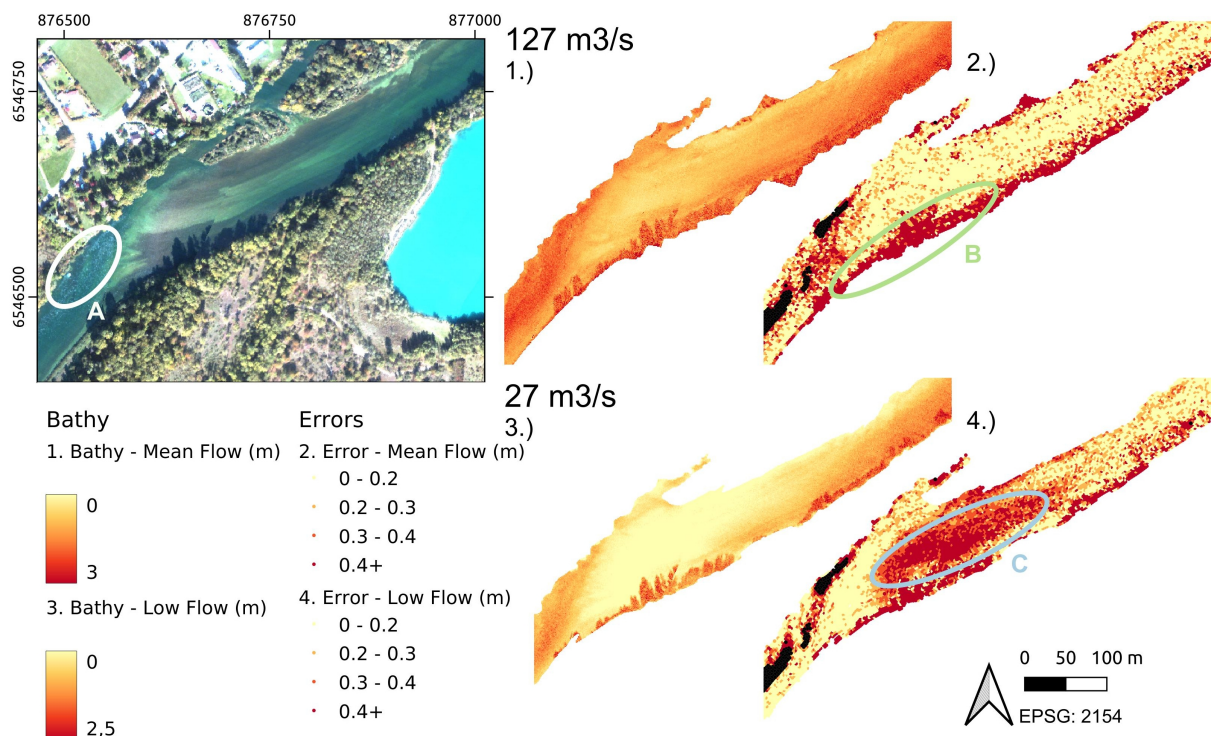 876500
876750
877000
6546750
6546500
A
127 m3/s
1.)
2.)
B
27 m3/s
3.)
4.)
C
Bathy
1. Bathy - Mean Flow (m)
0
3
3. Bathy - Low Flow (m)
0
2,5
Errors
2. Error - Mean Flow (m)
0 - 0.2
0.2 - 0.3
0.3 - 0.4
0.4+
4. Error - Low Flow (m)
0 - 0.2
0.2 - 0.3
0.3 - 0.4
0.4+
0 50 100 m
EPSG: 2154